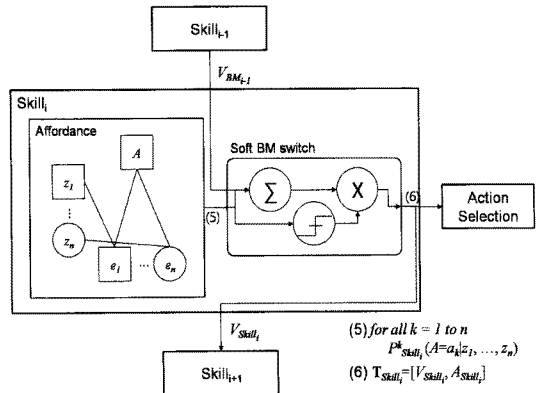 Skill_{i-1}
V_{BM_{i-1}}
Skill_i
Affordance
A
z_1
⋮
z_n
e_1 ... e_n
(5)
Soft BM switch
Σ X
(6)
Action
Selection
V_{Skill_i}
Skill_{i+1}
(5) for all k = 1 to n
P^k_{Skill_i}(A=a_k|z_1, ..., z_n)
(6) T_{Skill_i}=[V_{Skill_i}, A_{Skill_i}]